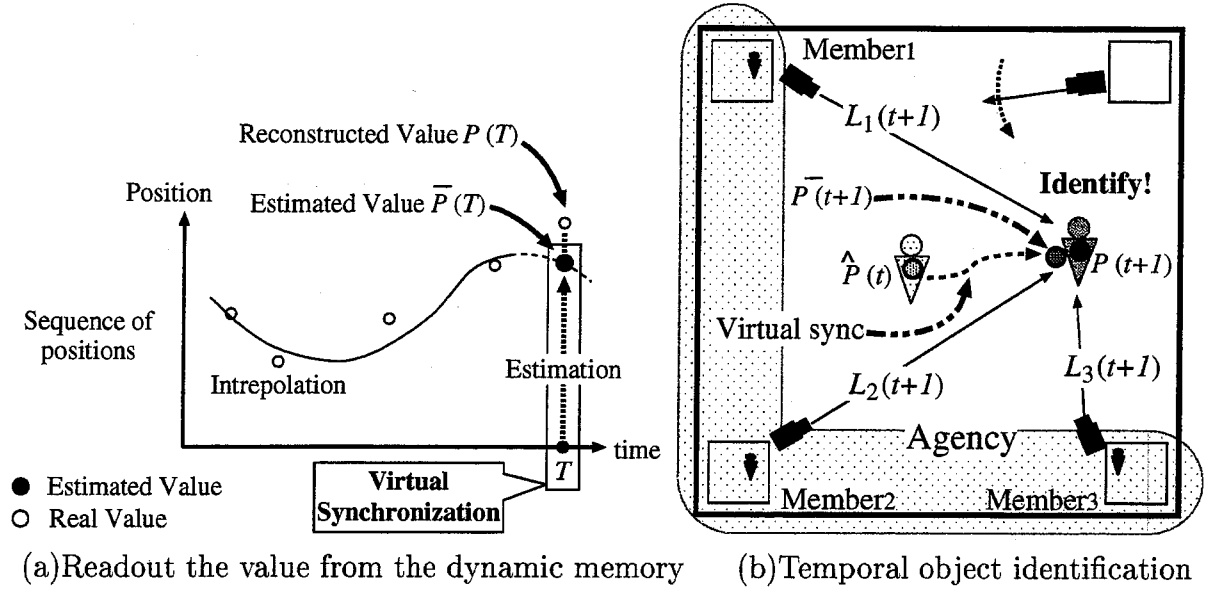 Reconstructed Value P (T)
Position
Estimated Value P̅ (T)
Sequence of
positions
Intrepolation
Estimation
time
T
Virtual
Synchronization
Estimated Value
Real Value
(a)Readout the value from the dynamic memory
Member1
L1(t+1)
Identify!
P̅(t+1)
P̂ (t)
P (t+1)
Virtual sync
L2(t+1)
L3(t+1)
Agency
Member2
Member3
(b)Temporal object identification